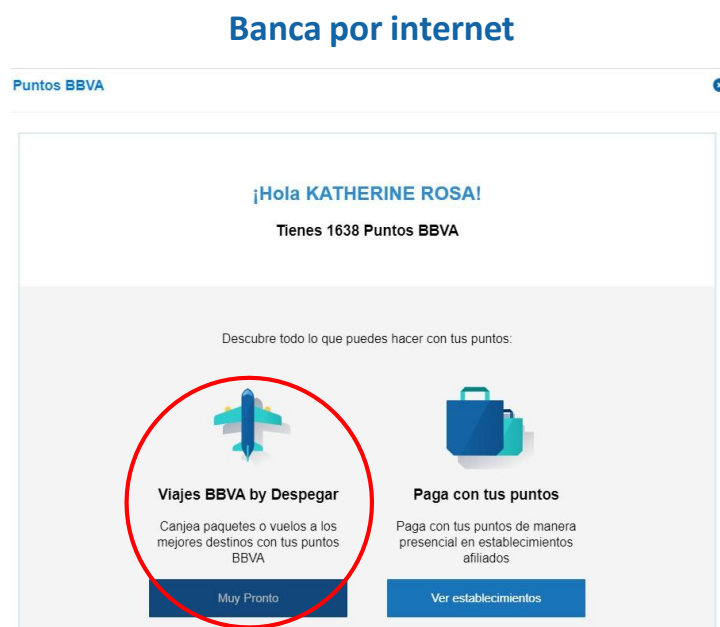 Banca por internet
Puntos BBVA
¡Hola KATHERINE ROSA!
Tienes 1638 Puntos BBVA
Descubre todo lo que puedes hacer con tus puntos:
Viajes BBVA by Despegar
Canjea paquetes o vuelos a los
mejores destinos con tus puntos
BBVA
Muy Pronto
Paga con tus puntos
Paga con tus puntos de manera
presencial en establecimientos
afiliados
Ver establecimientos